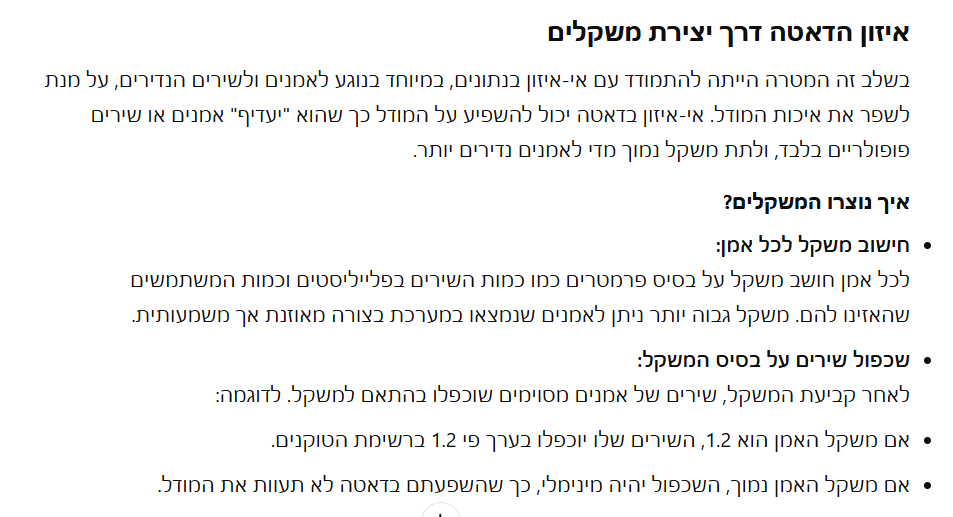 איזון הדאטה דרך יצירת משקלים
בשלב זה המטרה הייתה להתמודד עם אי-איזון בנתונים, במיוחד בנוגע לאמנים ולשירים הנדירים, על מנת
לשפר את איכות המודל. אי-איזון בדאטה יכול להשפיע על המודל כך שהוא "יעדיף" אמנים או שירים
פופולריים בלבד, ולתת משקל נמוך מדי לאמנים נדירים יותר.
איך נוצרו המשקלים?
• חישוב משקל לכל אמן:
לכל אמן חושב משקל על בסיס פרמטרים כמו כמות השירים בפלייליסטים וכמות המשתמשים
שהאזינו להם. משקל גבוה יותר ניתן לאמנים שנמצאו במערכת בצורה מאוזנת אך משמעותית.
• שכפול שירים על בסיס המשקל:
לאחר קביעת המשקל, שירים של אמנים מסוימים שוכפלו בהתאם למשקל. לדוגמה:
• אם משקל האמן הוא 1.2, השירים שלו יוכפלו בערך פי 1.2 ברשימת הטוקנים.
• אם משקל האמן נמוך, השכפול יהיה מינימלי, כך שהשפעתם בדאטה לא תעוות את המודל.